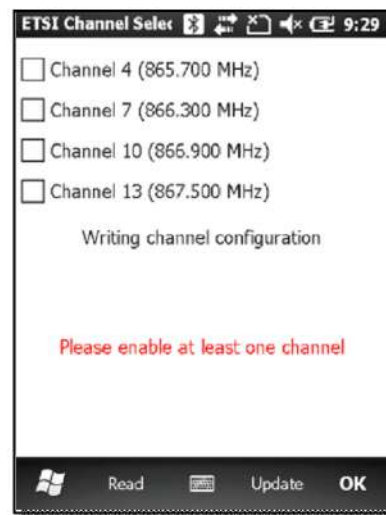 ETSI Channel Selec 9:29
Channel 4 (865.700 MHz)
Channel 7 (866.300 MHz)
Channel 10 (866.900 MHz)
Channel 13 (867.500 MHz)
Writing channel configuration
Please enable at least one channel
Read Update OK